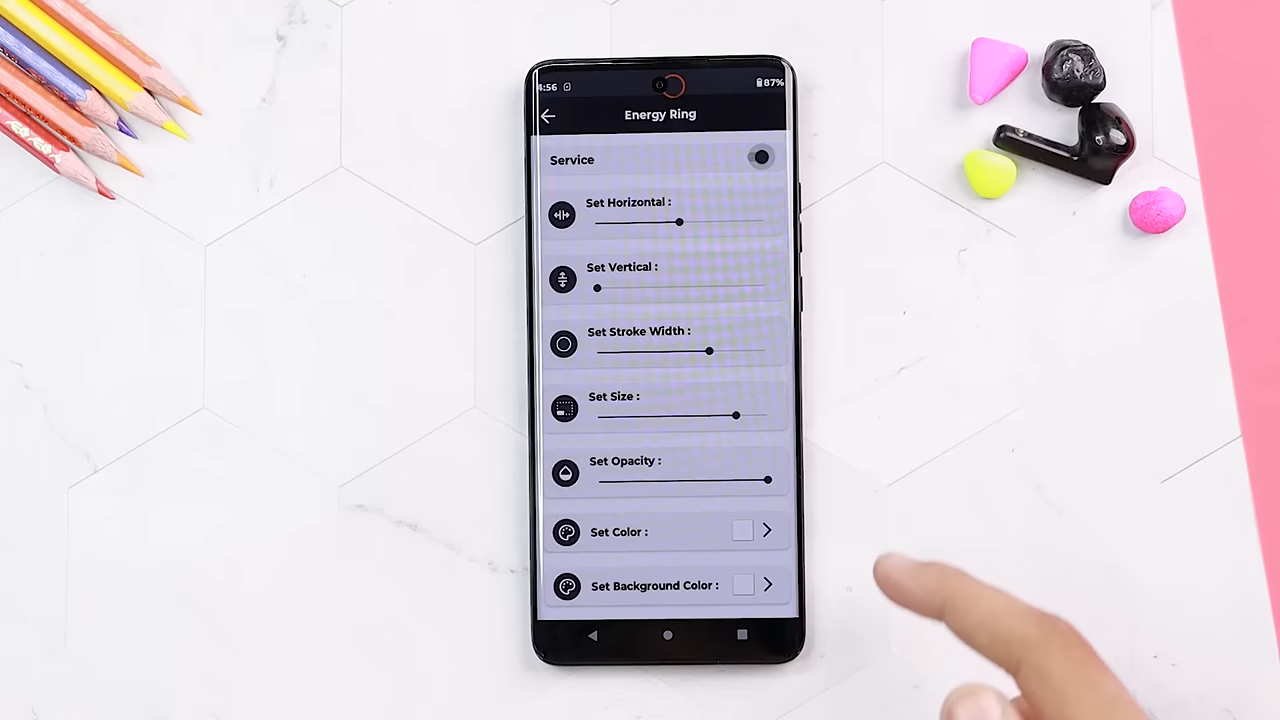 4:56 87%
Energy Ring
Service
Set Horizontal :
Set Vertical :
Set Stroke Width :
Set Size :
Set Opacity :
Set Color :
Set Background Color :